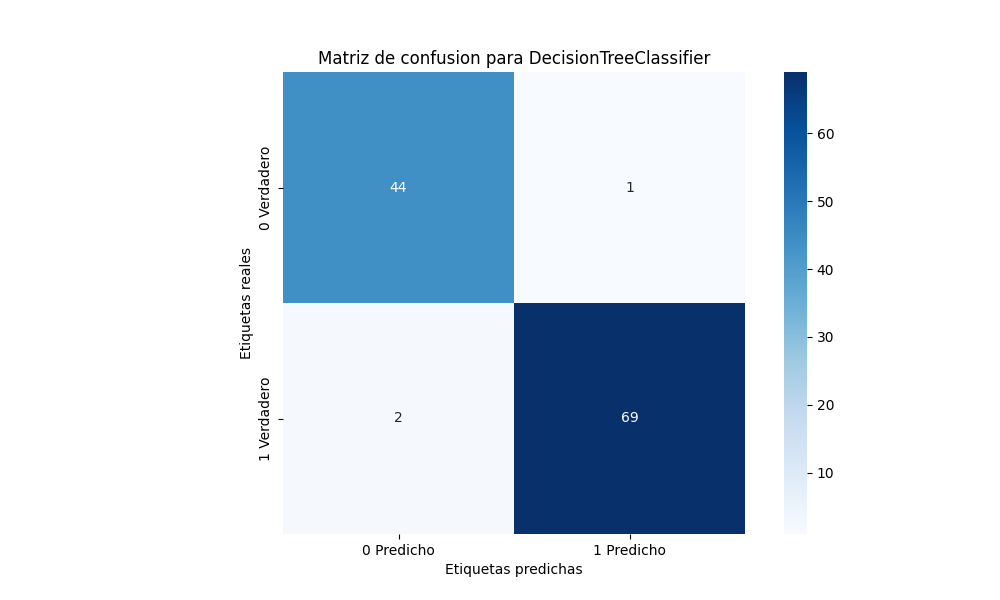 Matriz de confusion para DecisionTreeClassifier
Etiquetas reales
0 Verdadero
1 Verdadero
44
1
2
69
0 Predicho
1 Predicho
Etiquetas predichas
60
50
40
30
20
10